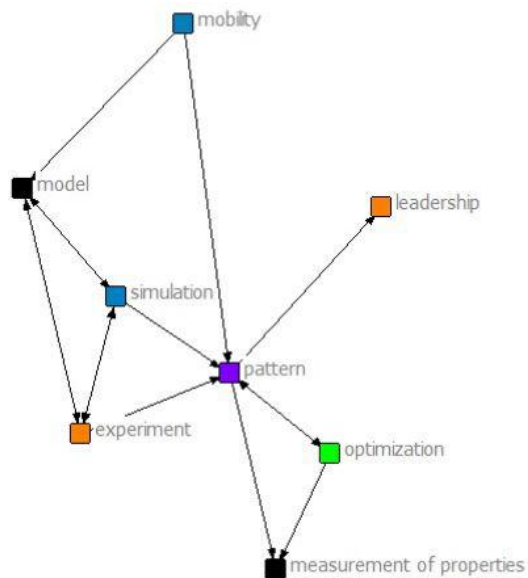 mobility
model
leadership
simulation
pattern
experiment
optimization
measurement of properties